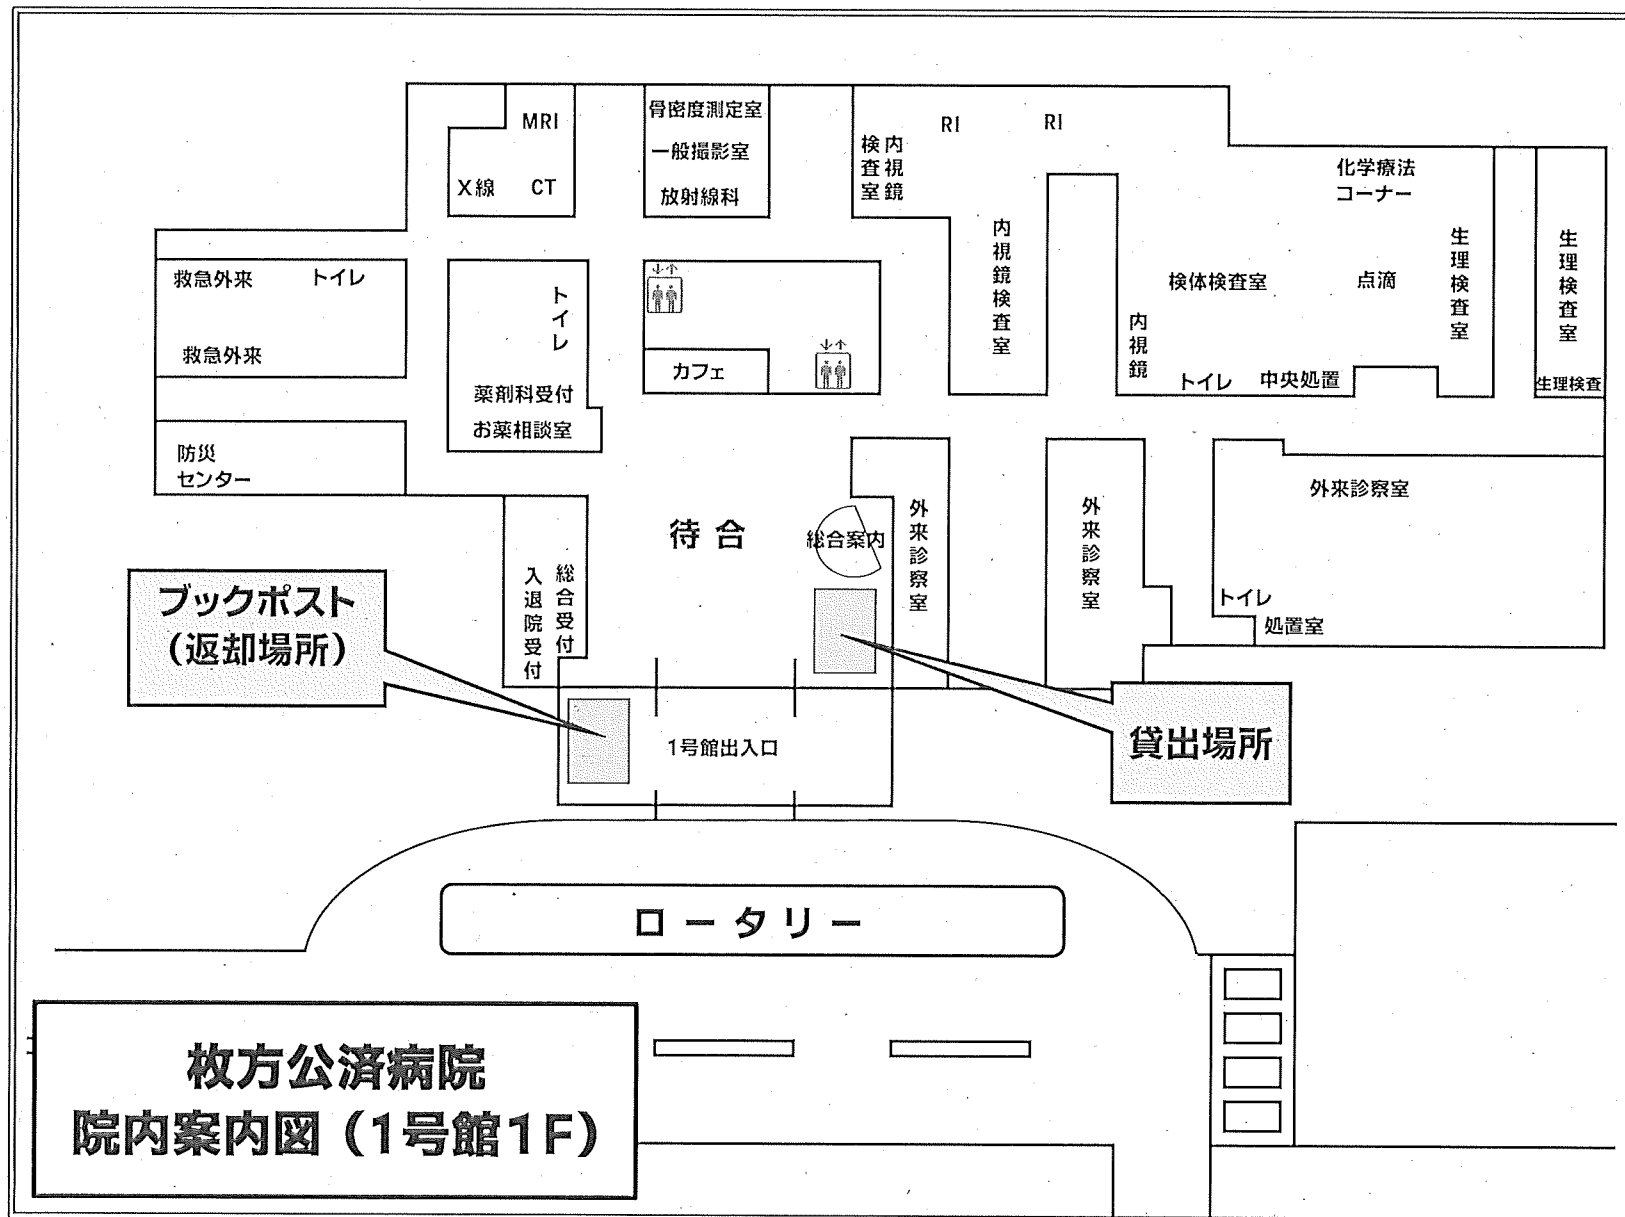 MRI
X線 CT
骨密度測定室
一般撮影室
放射線科
内視鏡
検査室
RI RI
化学療法
コーナー
内視鏡検査室
検体検査室
点滴
生理検査室
生理検査室
生理検査
内視鏡
トイレ
中央処置
救急外来 トイレ
救急外来
トイレ
薬剤科受付
お薬相談室
カフェ
防災
センター
待合
総合案内
総合受付
入退院受付
外来診察室
外来診察室
外来診察室
トイレ
処置室
ブックポスト
(返却場所)
1号館出入口
貸出場所
ロータリー
枚方公済病院
院内案内図(1号館1F)